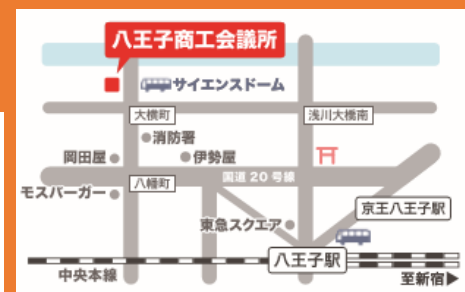 八王子商工会議所
サイエンスドーム
大横町
浅川大橋南
消防署
岡田屋
伊勢屋
国道20号線
八幡町
モスバーガー
京王八王子駅
東急スクエア
八王子駅
中央本線
至新宿▶